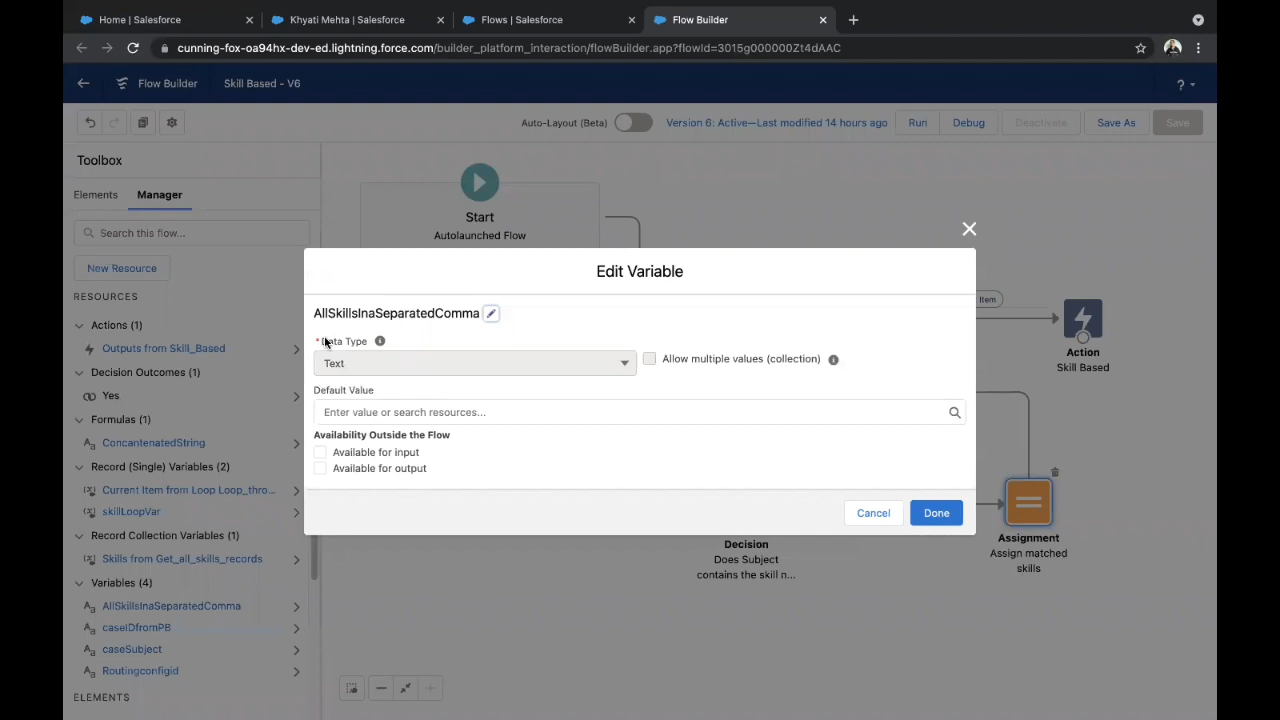 Home | Salesforce
Khyati Mehta | Salesforce
Flows | Salesforce
Flow Builder
cunning-fox-oa94hx-dev-ed.lightning.force.com/builder_platform_interaction/flowBuilder.app?flowId=3015g000000Zt4dAAC
Flow Builder
Skill Based - V6
?
Auto-Layout (Beta)
Version 6: Active—Last modified 14 hours ago
Run
Debug
Deactivate
Save As
Save
Toolbox
Elements
Manager
Search this flow...
New Resource
RESOURCES
Actions (1)
Outputs from Skill_Based
Decision Outcomes (1)
Yes
Formulas (1)
ConcantenatedString
Record (Single) Variables (2)
Current Item from Loop Loop_thro...
skillLoopVar
Record Collection Variables (1)
Skills from Get_all_skills_records
Variables (4)
AllSkillsInaSeparatedComma
caseIDfromPB
caseSubject
Routingconfigid
ELEMENTS
Start
Autolaunched Flow
Edit Variable
AllSkillsInaSeparatedComma
* Data Type
Text
Allow multiple values (collection)
Default Value
Enter value or search resources...
Availability Outside the Flow
Available for input
Available for output
Cancel
Done
Item
Action
Skill Based
Decision
Does Subject
contains the skill n...
Assignment
Assign matched
skills